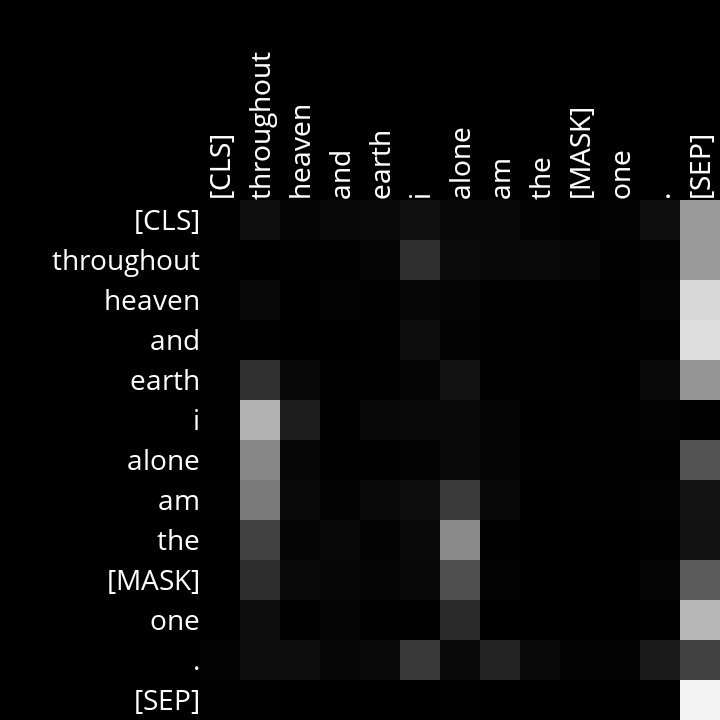 [CLS] throughout heaven and earth i alone am the [MASK] one . [SEP]
[CLS]
throughout
heaven
and
earth
i
alone
am
the
[MASK]
one
.
[SEP]